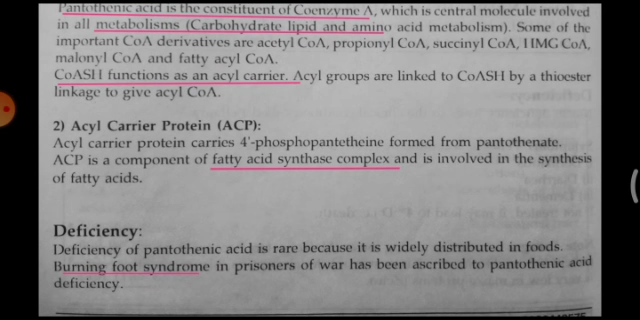 Pantothenic acid is the constituent of Coenzyme A, which is central molecule involved
in all metabolisms (Carbohydrate lipid and amino acid metabolism). Some of the
important CoA derivatives are acetyl CoA, propionyl CoA, succinyl CoA, HMG CoA,
malonyl CoA and fatty acyl CoA.
CoASH functions as an acyl carrier. Acyl groups are linked to CoASH by a thioester
linkage to give acyl CoA.
2) Acyl Carrier Protein (ACP):
Acyl carrier protein carries 4'-phosphopantetheine formed from pantothenate.
ACP is a component of fatty acid synthase complex and is involved in the synthesis
of fatty acids.
Deficiency:
Deficiency of pantothenic acid is rare because it is widely distributed in foods.
Burning foot syndrome in prisoners of war has been ascribed to pantothenic acid
deficiency.